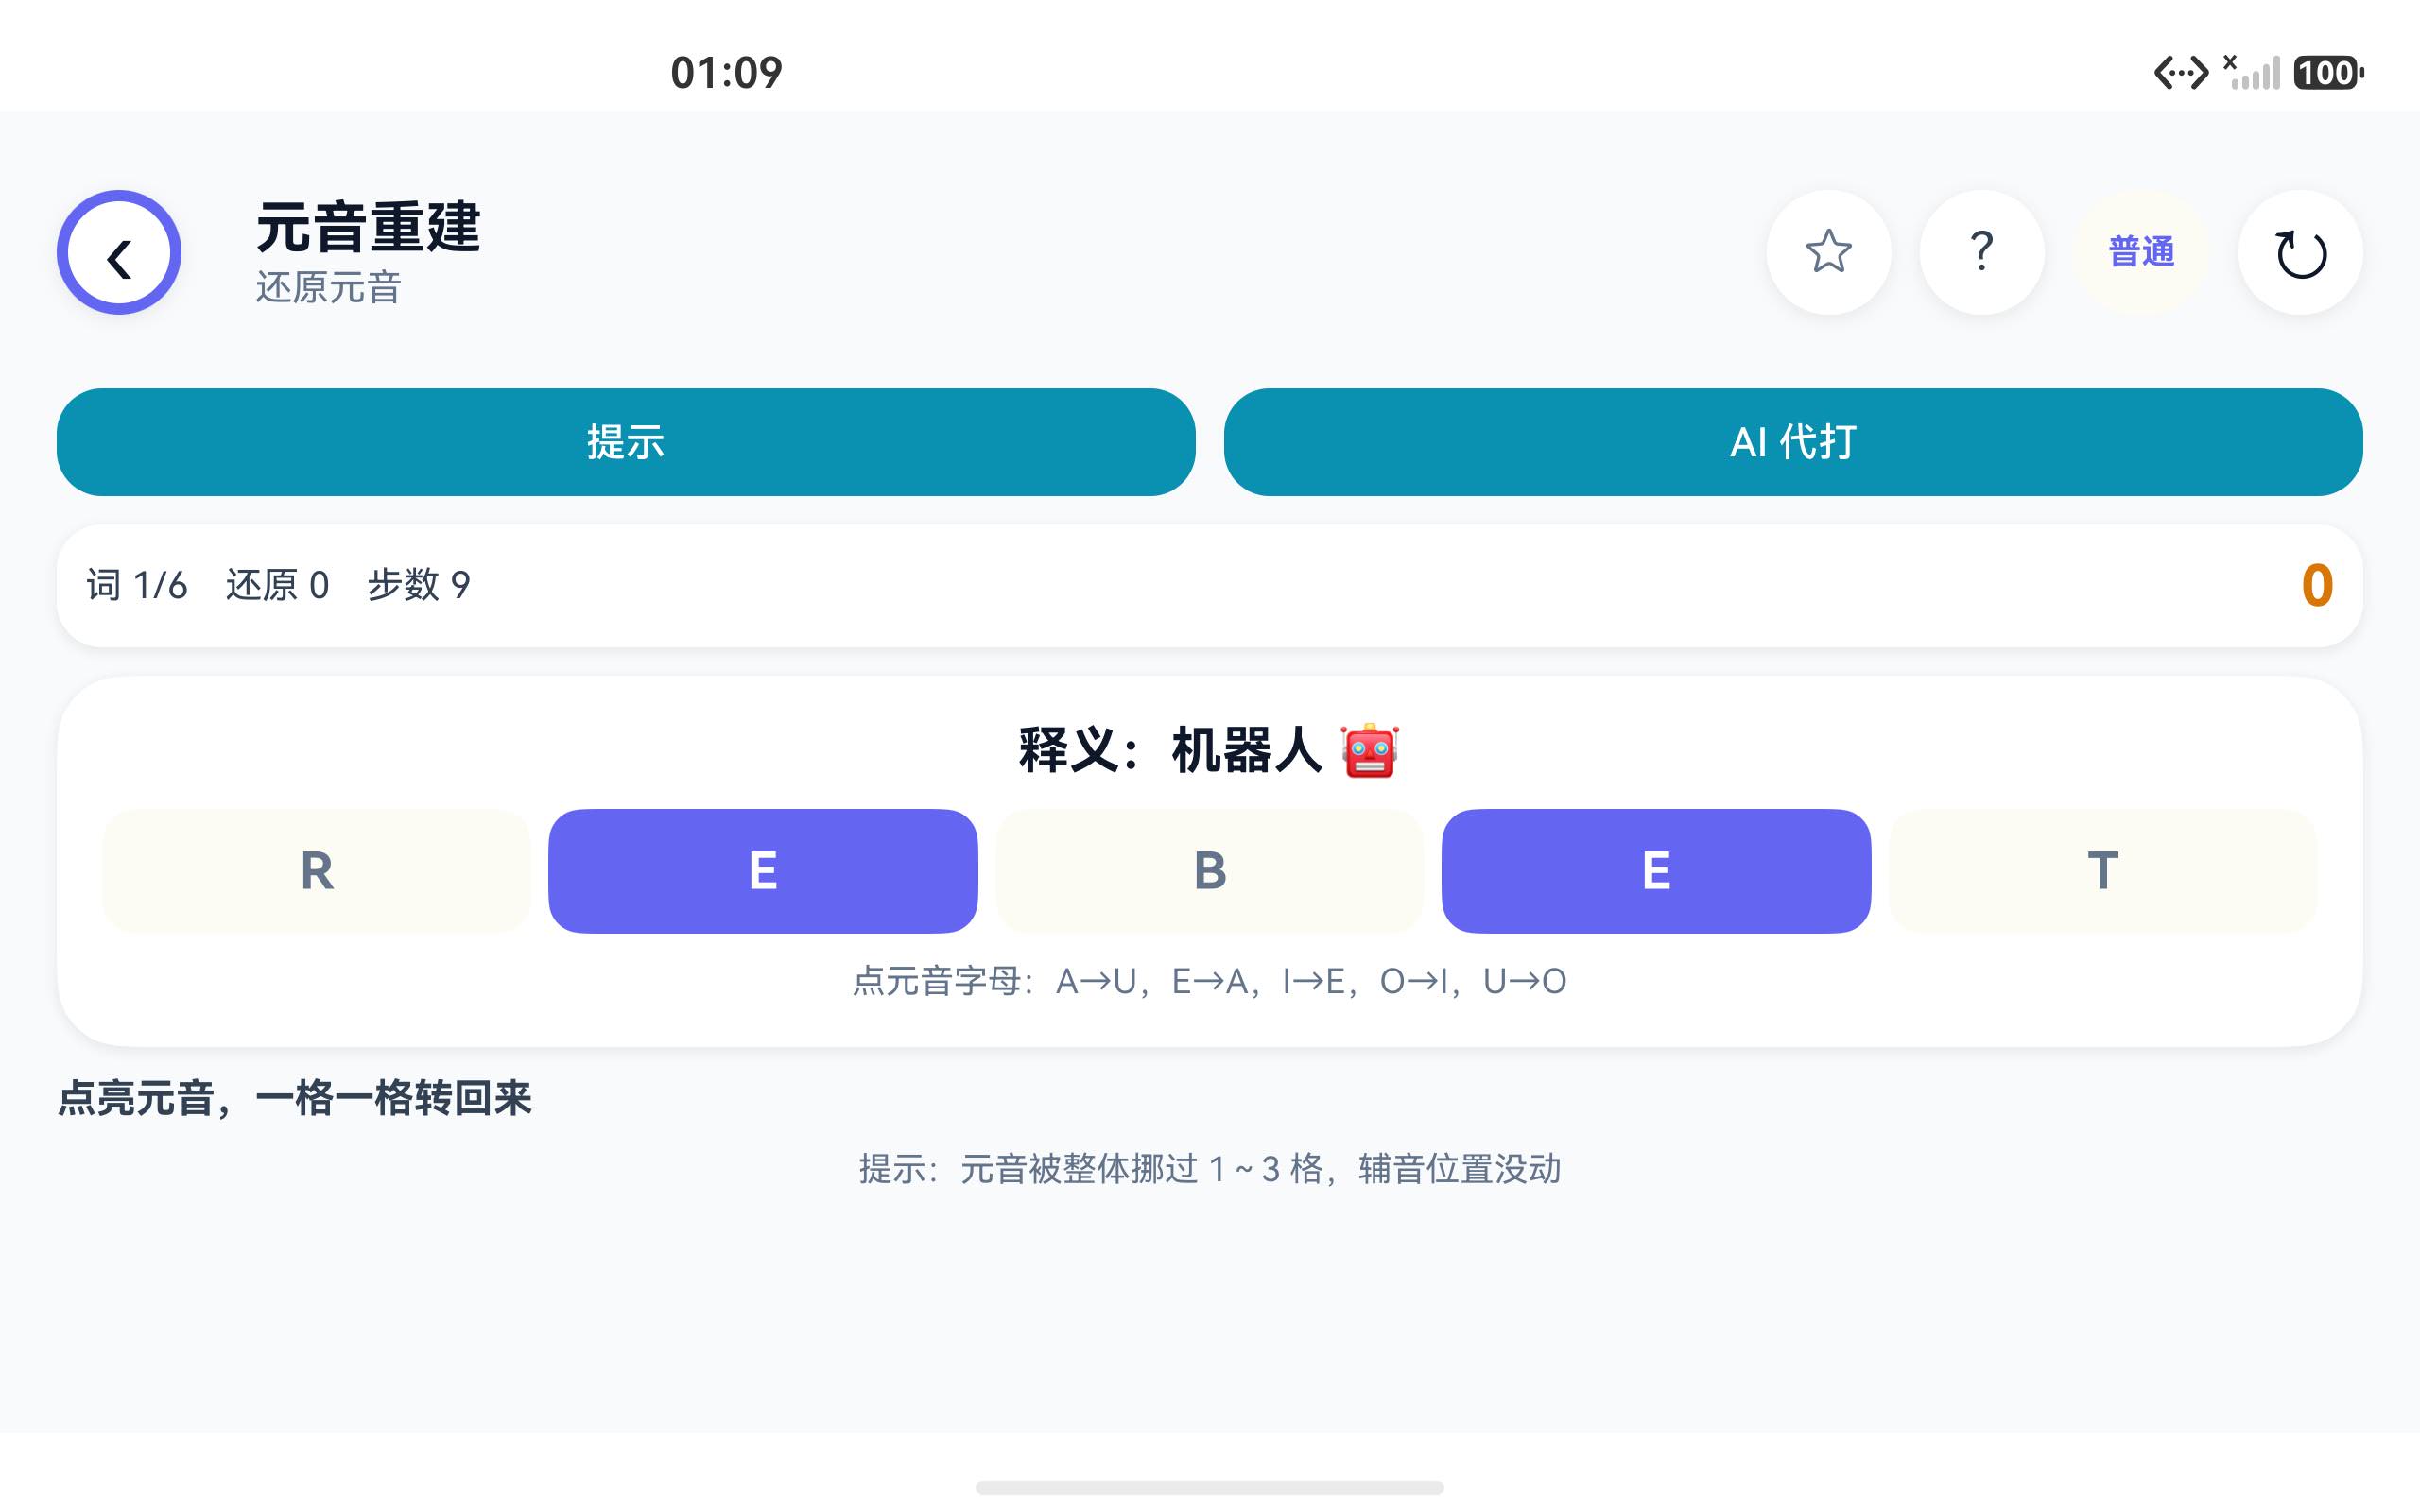 01:09
100
元音重建
还原元音
?
普通
提示
AI 代打
词 1/6 还原 0 步数 9
0
释义：机器人
R E B E T
点元音字母：A→U，E→A，I→E，O→I，U→O
点亮元音，一格一格转回来
提示：元音被整体挪过 1 ~ 3 格，辅音位置没动